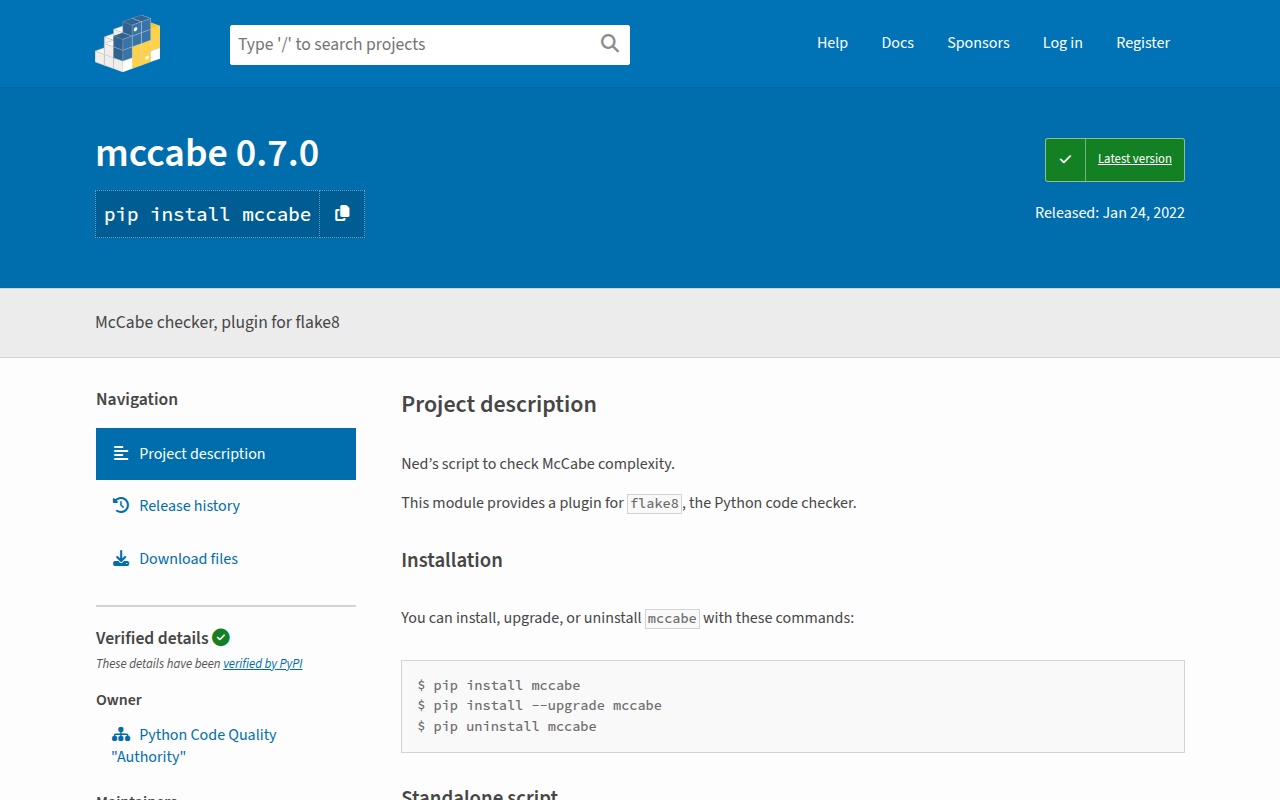 Type '/' to search projects
Help
Docs
Sponsors
Log in
Register
mccabe 0.7.0
pip install mccabe
Latest version
Released: Jan 24, 2022
McCabe checker, plugin for flake8
Navigation
Project description
Release history
Download files
Verified details
These details have been verified by PyPI
Owner
Python Code Quality
"Authority"
Maintainers
Project description
Ned’s script to check McCabe complexity.
This module provides a plugin for flake8, the Python code checker.
Installation
You can install, upgrade, or uninstall mccabe with these commands:
$ pip install mccabe
$ pip install --upgrade mccabe
$ pip uninstall mccabe
Standalone script